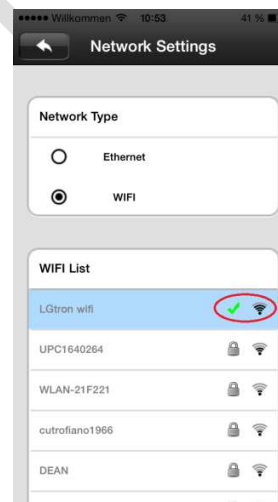 Willkommen 10:53 41 %
Network Settings
Network Type
Ethernet
WIFI
WIFI List
LGtron wifi
UPC1640264
WLAN-21F221
cutrofiano1966
DEAN